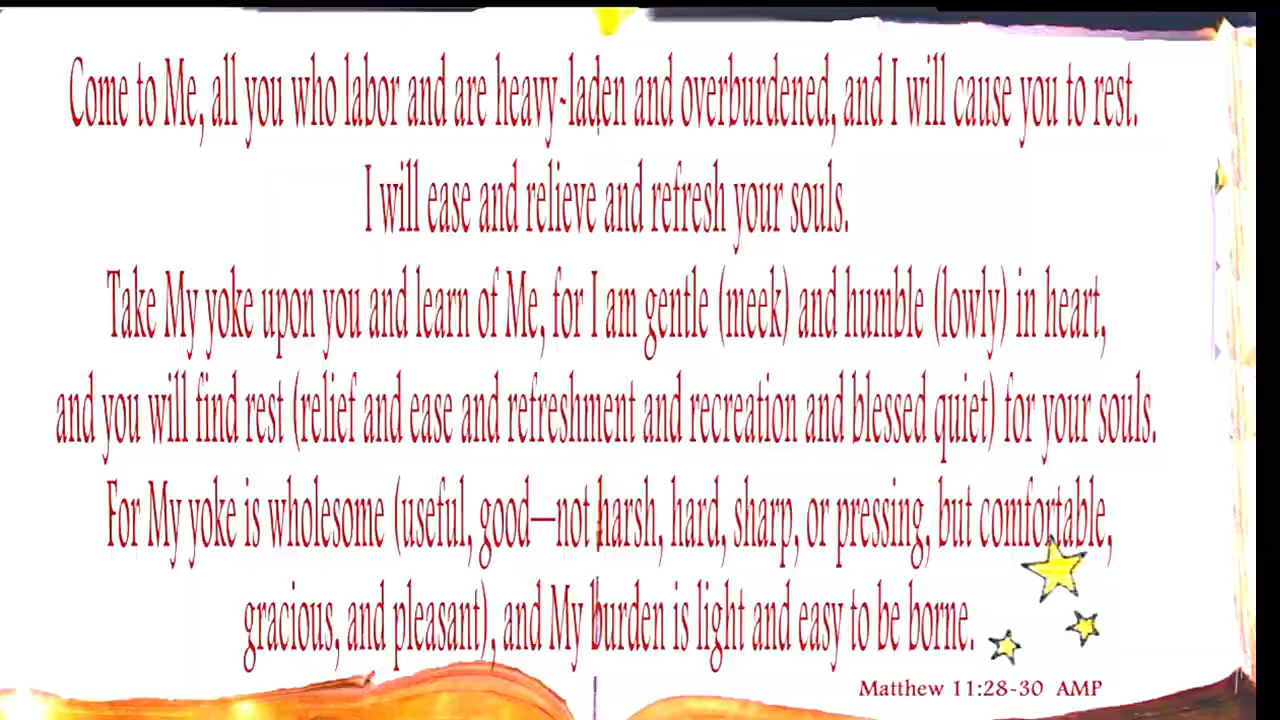 Come to Me, all you who labor and are heavy-laden and overburdened, and I will cause you to rest.
I will ease and relieve and refresh your souls.
Take My yoke upon you and learn of Me, for I am gentle (meek) and humble (lowly) in heart,
and you will find rest (relief and ease and refreshment and recreation and blessed quiet) for your souls.
For My yoke is wholesome (useful, good—not harsh, hard, sharp, or pressing, but comfortable,
gracious, and pleasant), and My burden is light and easy to be borne.
Matthew 11:28-30 AMP